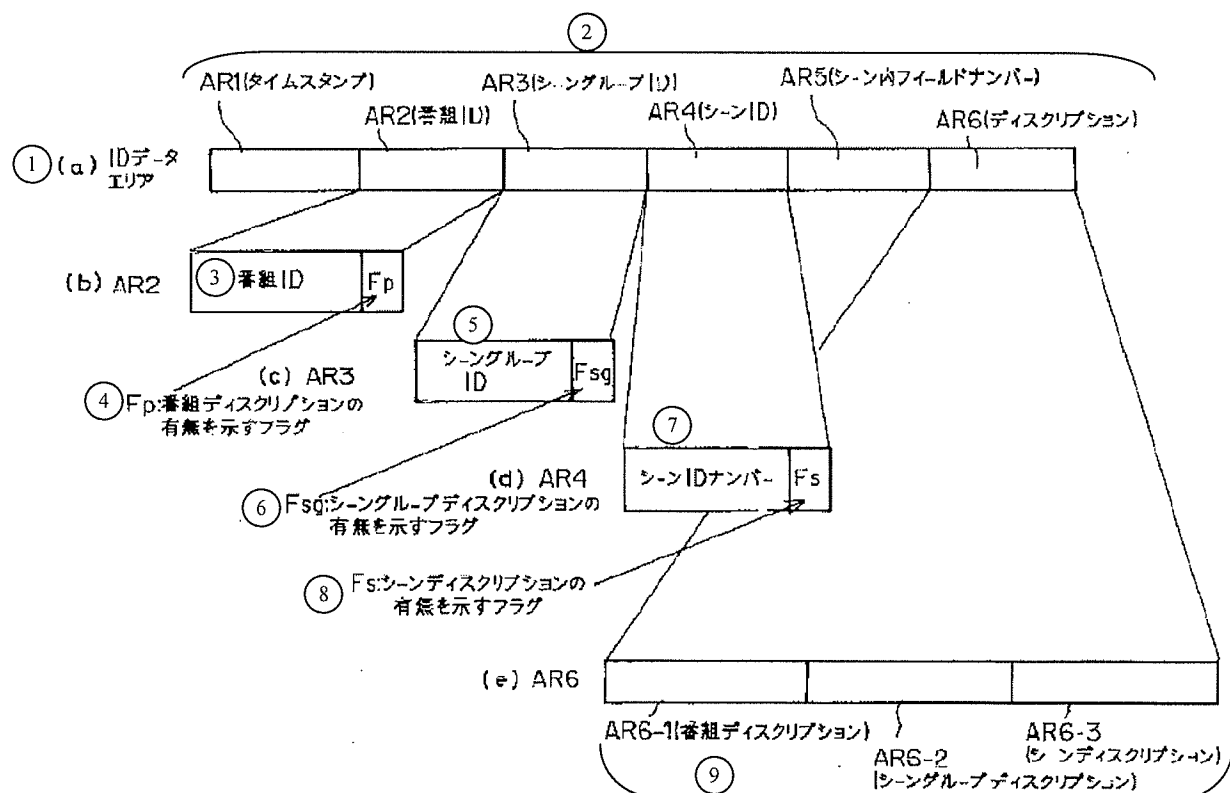 ②
AR1(タイムスタンプ)
AR2(番組ID)
AR3(シーングループID)
AR4(シーンID)
AR5(シーン内フィールドナンバー)
AR6(ディスクリプション)
① (a) IDデータ
エリア
(b) AR2
③ 番組ID
Fp
④ Fp:番組ディスクリプションの
有無を示すフラグ
(c) AR3
⑤
シーングループ
ID
Fsg
⑥ Fsg:シーングループディスクリプションの
有無を示すフラグ
(d) AR4
⑦
シーンIDナンバー
Fs
⑧ Fs:シーンディスクリプションの
有無を示すフラグ
(e) AR6
AR6-1(番組ディスクリプション)
AR6-2
(シーングループディスクリプション)
AR6-3
(シーンディスクリプション)
⑨